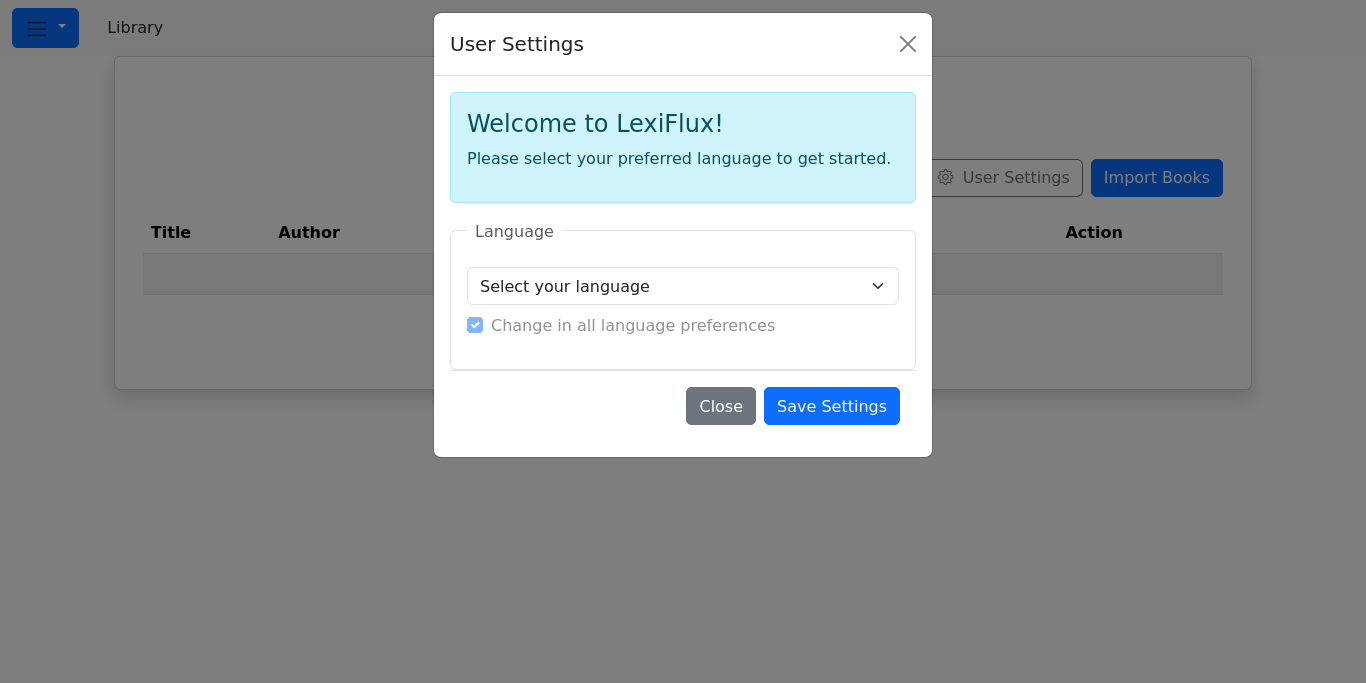 Library
User Settings
Welcome to LexiFlux!
Please select your preferred language to get started.
User Settings
Import Books
Title
Author
Action
Language
Select your language
Change in all language preferences
Close
Save Settings